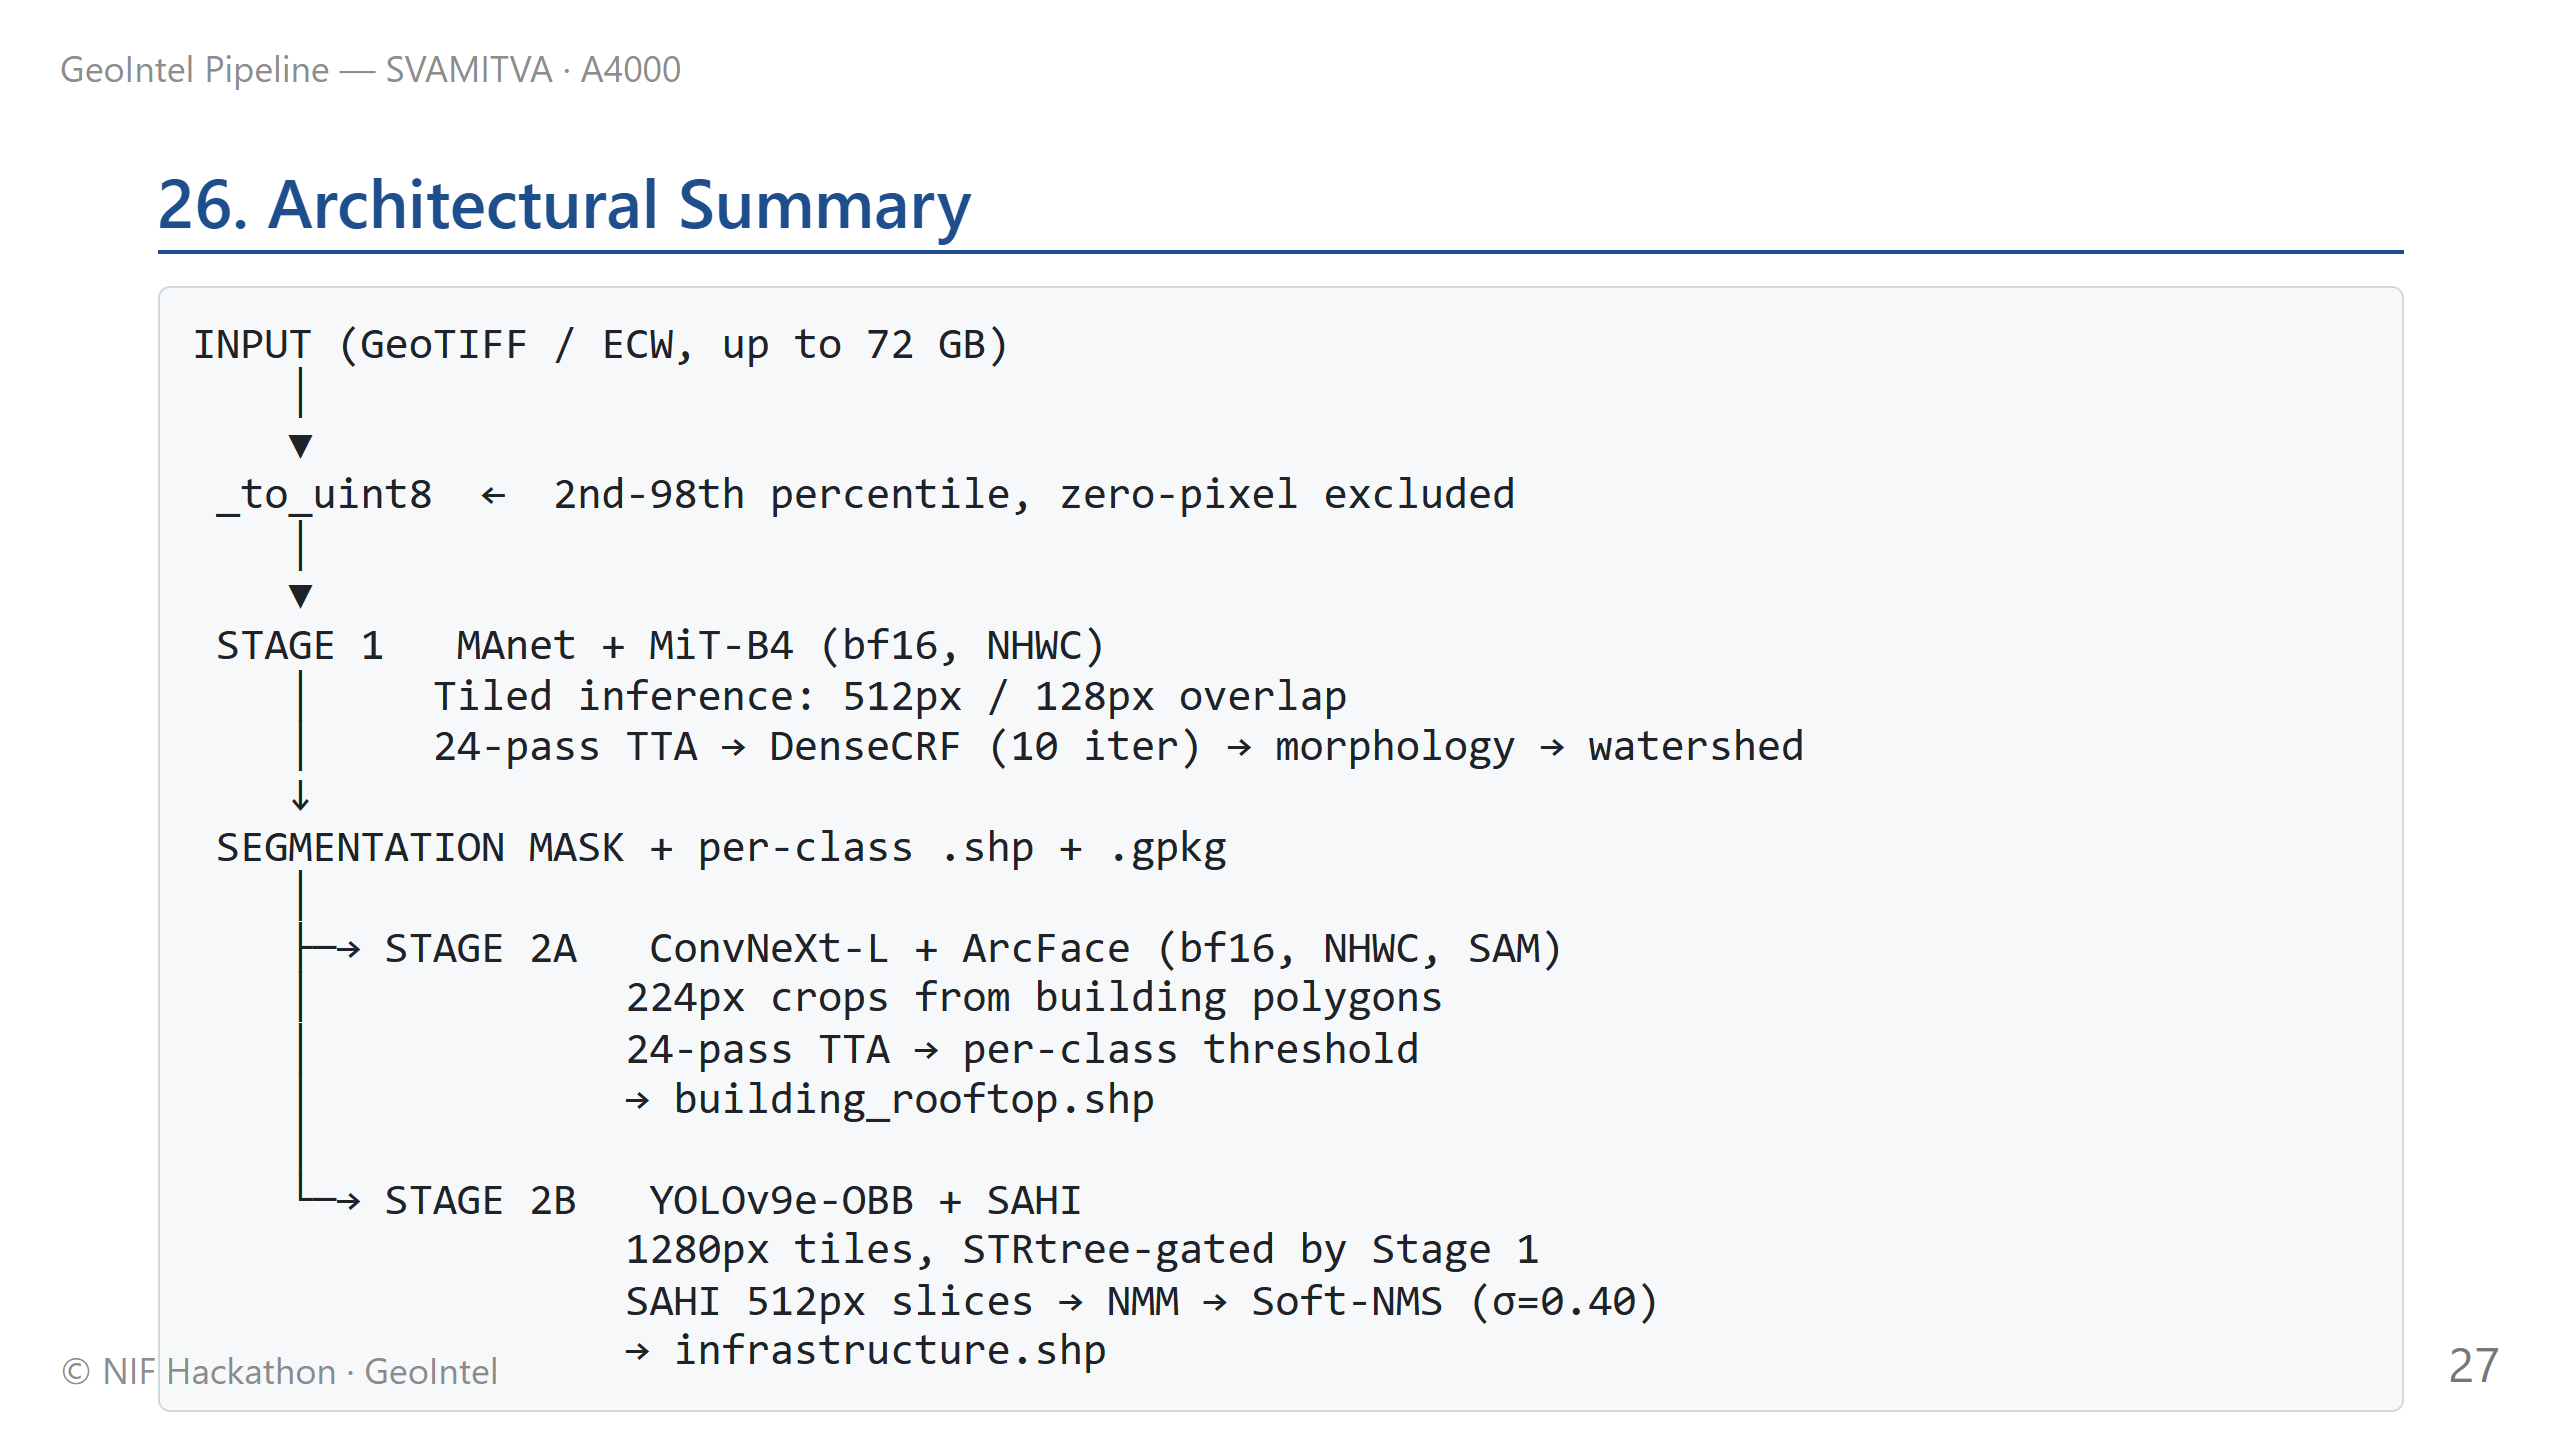 GeoIntel Pipeline — SVAMITVA · A4000
26. Architectural Summary
INPUT (GeoTIFF / ECW, up to 72 GB)
│
▼
_to_uint8  ←  2nd-98th percentile, zero-pixel excluded
│
▼
STAGE 1   MAnet + MiT-B4 (bf16, NHWC)
│     Tiled inference: 512px / 128px overlap
│     24-pass TTA → DenseCRF (10 iter) → morphology → watershed
↓
SEGMENTATION MASK + per-class .shp + .gpkg
│
├─→ STAGE 2A   ConvNeXt-L + ArcFace (bf16, NHWC, SAM)
│             224px crops from building polygons
│             24-pass TTA → per-class threshold
│             → building_rooftop.shp
│
└─→ STAGE 2B   YOLOv9e-OBB + SAHI
1280px tiles, STRtree-gated by Stage 1
SAHI 512px slices → NMM → Soft-NMS (σ=0.40)
→ infrastructure.shp
© NIF Hackathon · GeoIntel
27